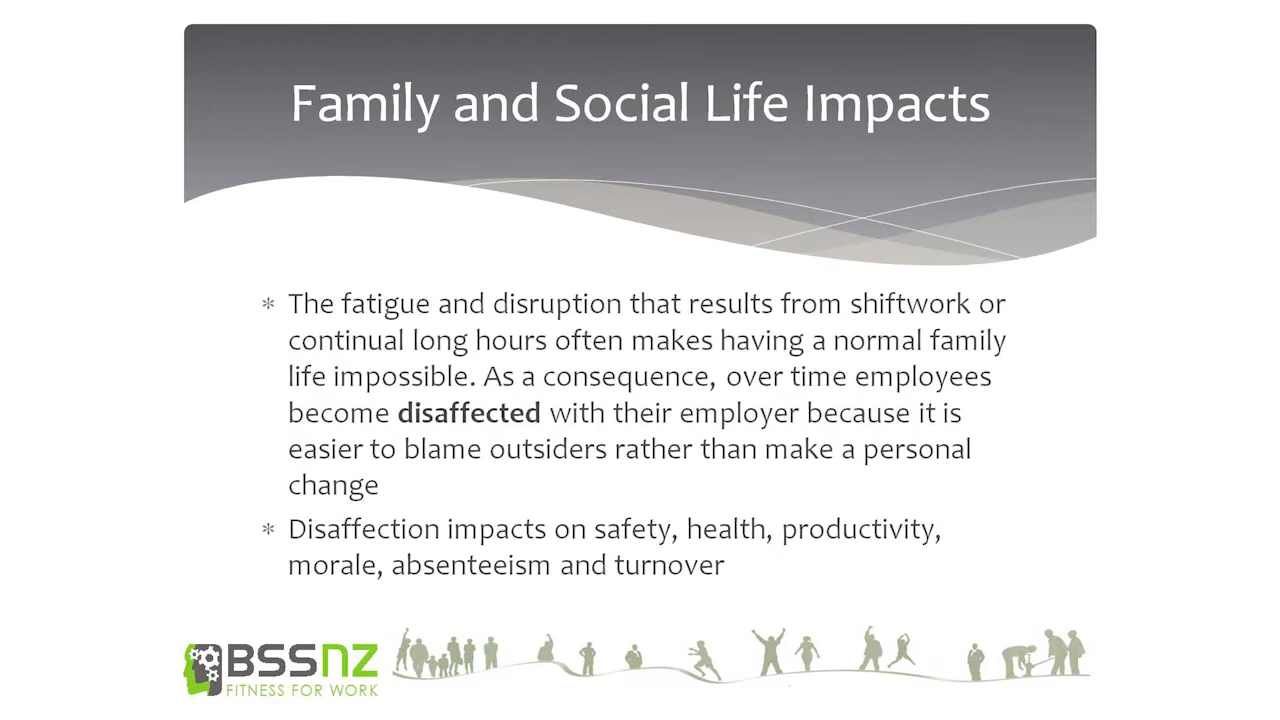 Family and Social Life Impacts
* The fatigue and disruption that results from shiftwork or
continual long hours often makes having a normal family
life impossible. As a consequence, over time employees
become disaffected with their employer because it is
easier to blame outsiders rather than make a personal
change
* Disaffection impacts on safety, health, productivity,
morale, absenteeism and turnover
BSSNZ
FITNESS FOR WORK